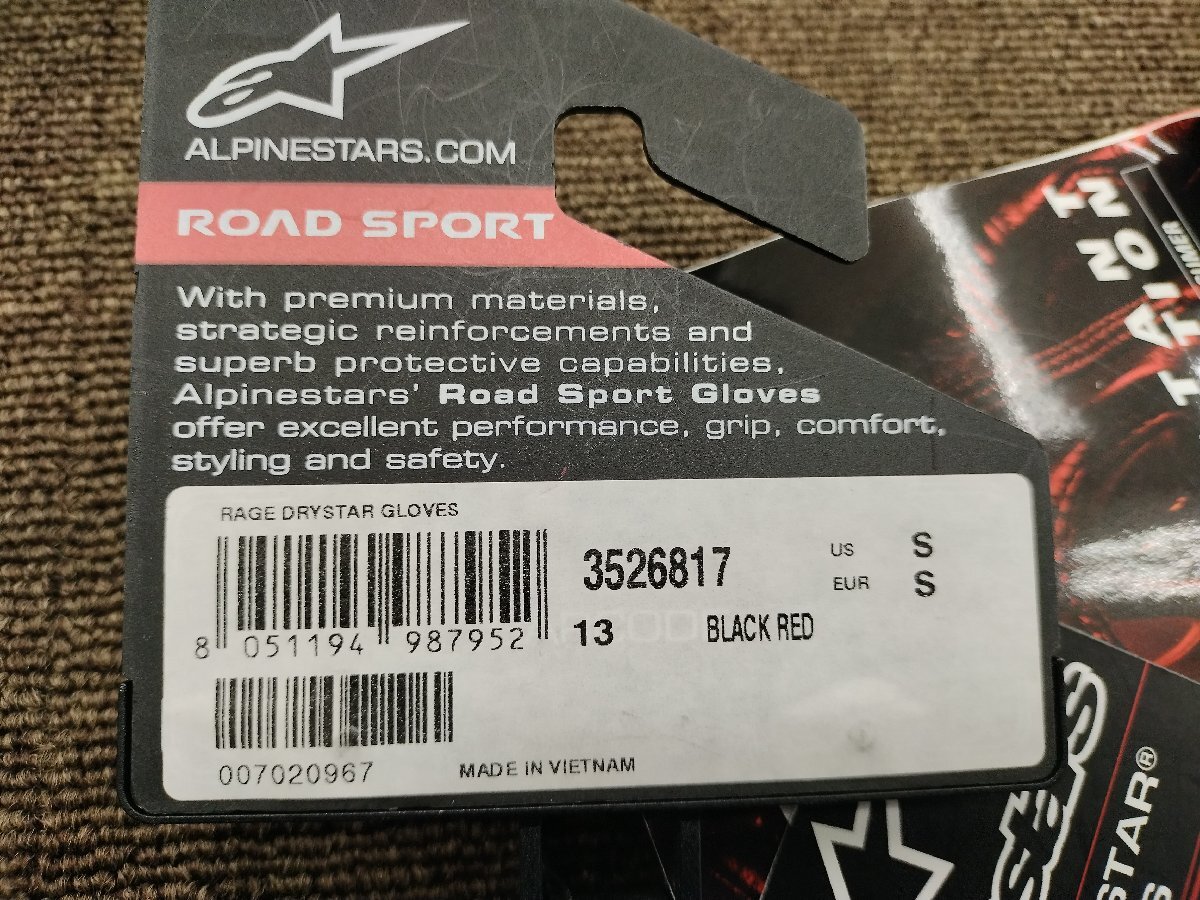 ALPINESTARS.COM
ROAD SPORT
With premium materials,
strategic reinforcements and
superb protective capabilities,
Alpinestars' Road Sport Gloves
offer excellent performance, grip, comfort,
styling and safety.
RAGE DRYSTAR GLOVES
3526817
US S
EUR S
8 051194 987952
13 BLACK RED
007020967
MADE IN VIETNAM
STAR®